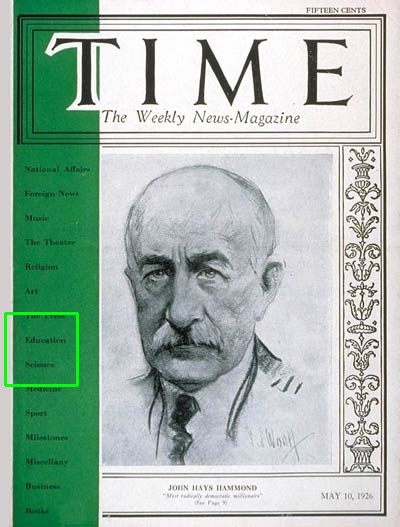 FIFTEEN CENTS
TIME
The Weekly News-Magazine
National Affairs
Foreign News
Music
The Theatre
Religion
Art
The Press
Education
Science
Medicine
Sport
Milestones
Miscellany
Business
Books
JOHN HAYS HAMMOND
"Most radically democratic millionaire"
(See Page 9)
MAY 10, 1926